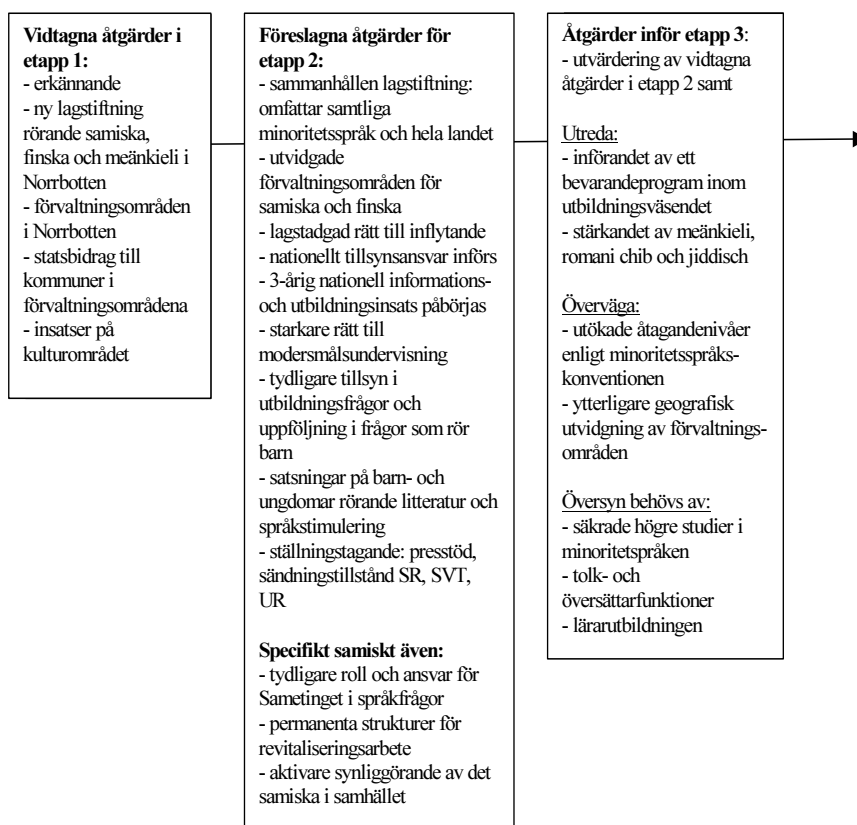 Vidtagna åtgärder i
etapp 1:
- erkännande
- ny lagstiftning
rörande samiska,
finska och meänkieli i
Norrbotten
- förvaltningsområden
i Norrbotten
- statsbidrag till
kommuner i
förvaltningsområdena
- insatser på
kulturområdet
Föreslagna åtgärder för
etapp 2:
- sammanhållen lagstiftning:
omfattar samtliga
minoritetsspråk och hela landet
- utvidgade
förvaltningsområden för
samiska och finska
- lagstadgad rätt till inflytande
- nationellt tillsynsansvar införs
- 3-årig nationell informations-
och utbildningsinsats påbörjas
- starkare rätt till
modersmålsundervisning
- tydligare tillsyn i
utbildningsfrågor och
uppföljning i frågor som rör
barn
- satsningar på barn- och
ungdomar rörande litteratur och
språkstimulering
- ställningstagande: presstöd,
sändningstillstånd SR, SVT,
UR
Specifikt samiskt även:
- tydligare roll och ansvar för
Sametinget i språkfrågor
- permanenta strukturer för
revitaliseringsarbete
- aktivare synliggörande av det
samiska i samhället
Åtgärder inför etapp 3:
- utvärdering av vidtagna
åtgärder i etapp 2 samt
Utreda:
- införandet av ett
bevarandeprogram inom
utbildningsväsendet
- stärkandet av meänkieli,
romani chib och jiddisch
Överväga:
- utökade åtagandenivåer
enligt minoritetsspråks-
konventionen
- ytterligare geografisk
utvidgning av förvaltnings-
områden
Översyn behövs av:
- säkrade högre studier i
minoritetspråken
- tolk- och
översättarfunktioner
- lärarutbildningen